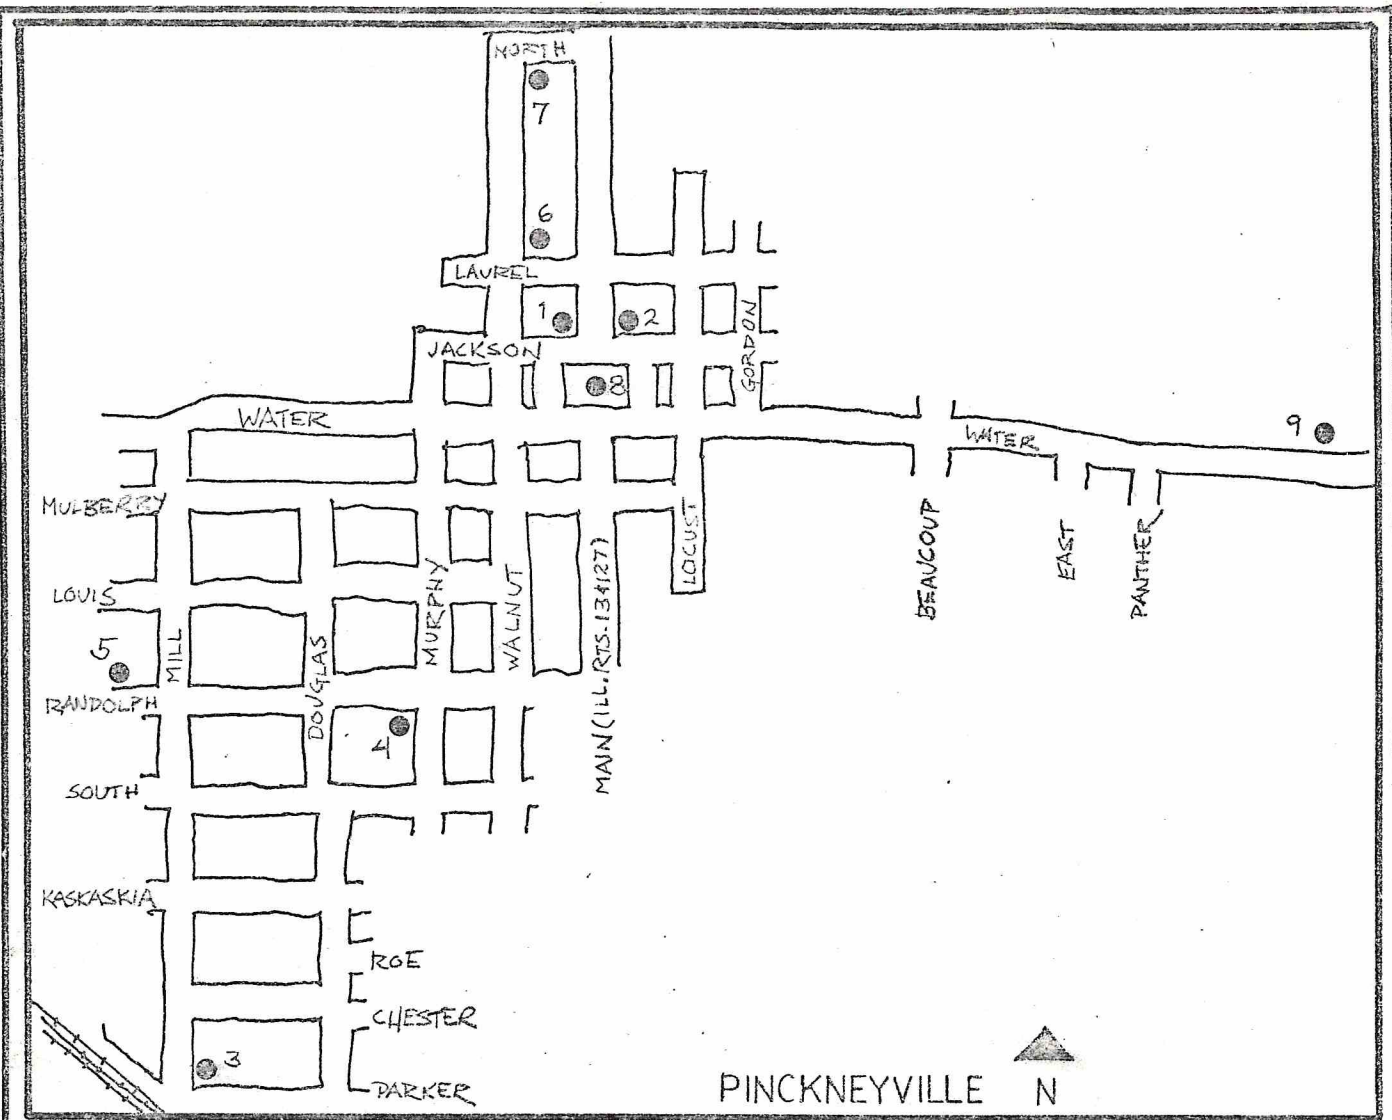 NORTH
7
6
LAUREL
1
2
GORDON
JACKSON
8
WATER
WATER
9
MULBERRY
LOCUST
BEAUCOUP
EAST
PANTHER
LOUIS
MURPHY
WALNUT
MAIN (ILL. RTS. 13&127)
5
MILL
DOUGLAS
RANDOLPH
4
SOUTH
KASKASKIA
ROE
CHESTER
3
PARKER
PINCKNEYVILLE N